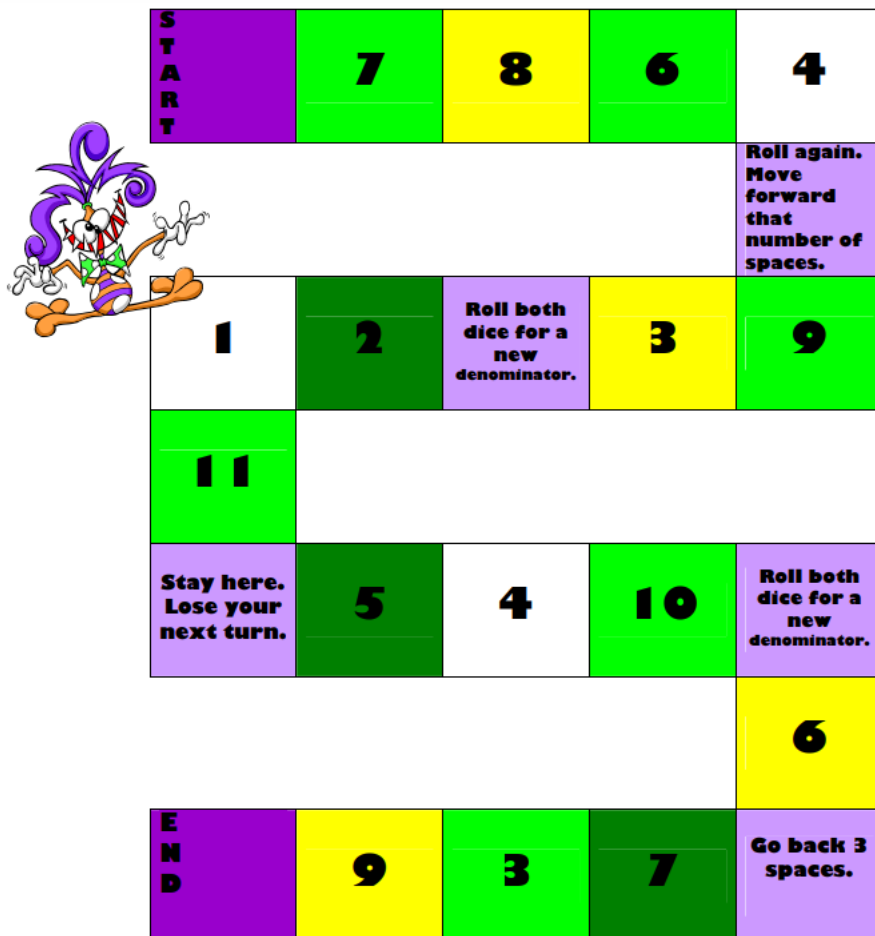 START
7
8
6
4
Roll again.
Move
forward
that
number of
spaces.
1
2
Roll both
dice for a
new
denominator.
3
9
11
Stay here.
Lose your
next turn.
5
4
10
Roll both
dice for a
new
denominator.
6
END
9
3
7
Go back 3
spaces.